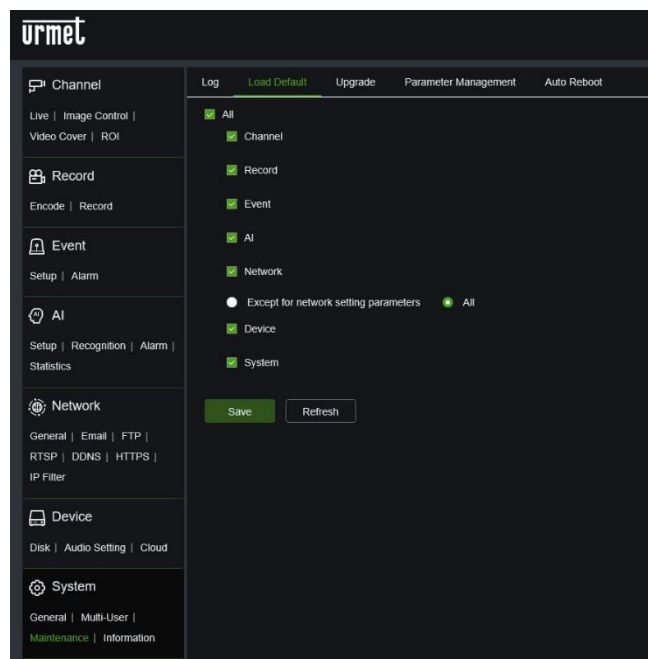 urmet
Channel
Live | Image Control |
Video Cover | ROI
Record
Encode | Record
Event
Setup | Alarm
AI
AI
Setup | Recognition | Alarm |
Statistics
Network
General | Email | FTP |
RTSP | DDNS | HTTPS |
IP Filter
Device
Disk | Audio Setting | Cloud
System
General | Multi-User |
Maintenance | Information
Log Load Default Upgrade Parameter Management Auto Reboot
All
Channel
Record
Event
AI
Network
Except for network setting parameters All
Device
System
Save Refresh